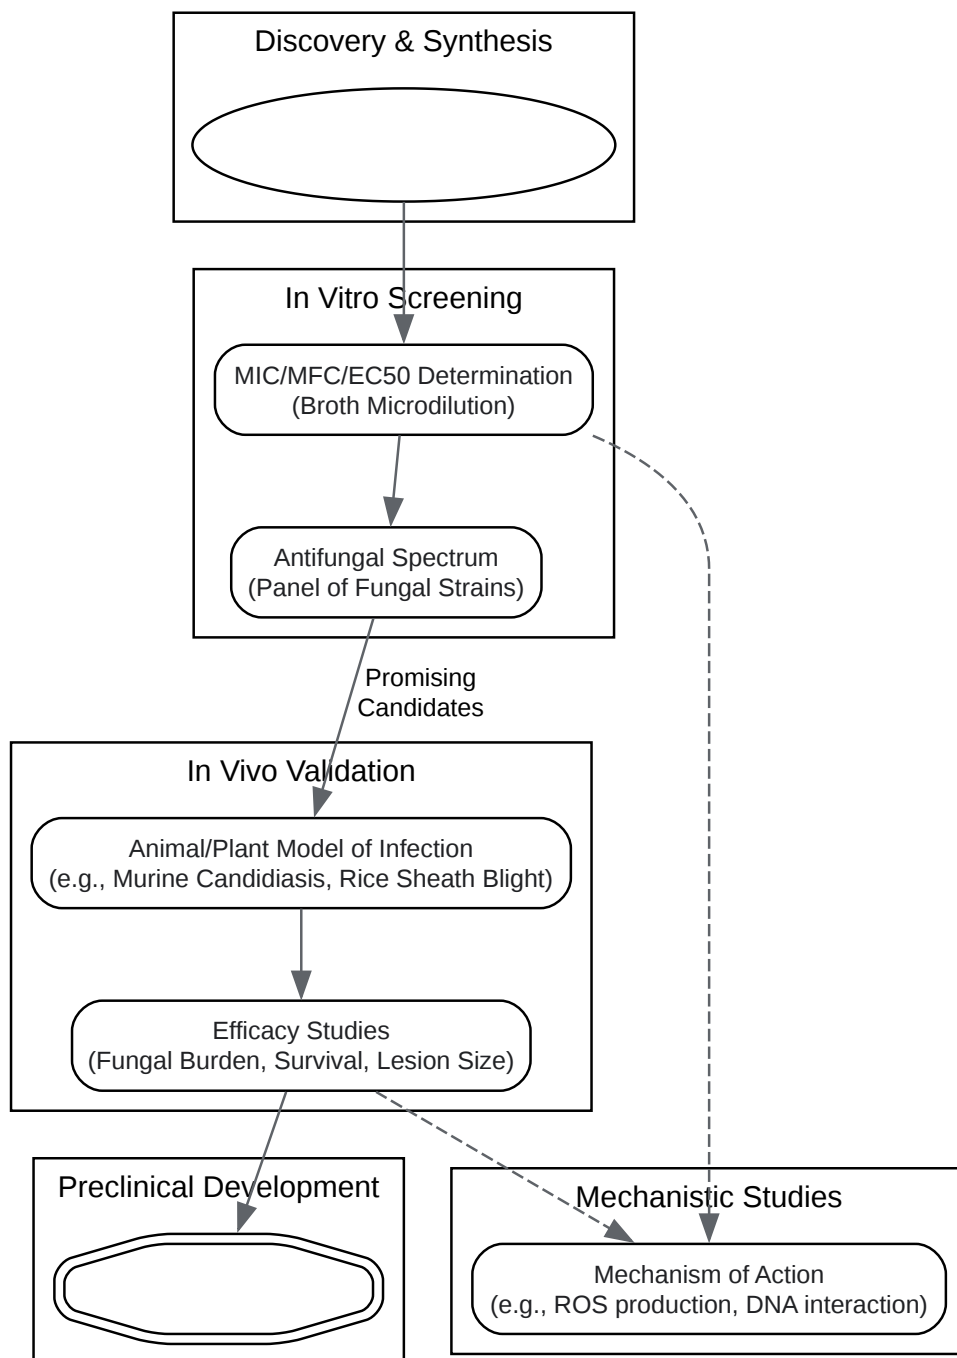 Discovery & Synthesis
In Vitro Screening
MIC/MFC/EC50 Determination
(Broth Microdilution)
Antifungal Spectrum
(Panel of Fungal Strains)
Promising
Candidates
In Vivo Validation
Animal/Plant Model of Infection
(e.g., Murine Candidiasis, Rice Sheath Blight)
Efficacy Studies
(Fungal Burden, Survival, Lesion Size)
Preclinical Development
Mechanistic Studies
Mechanism of Action
(e.g., ROS production, DNA interaction)